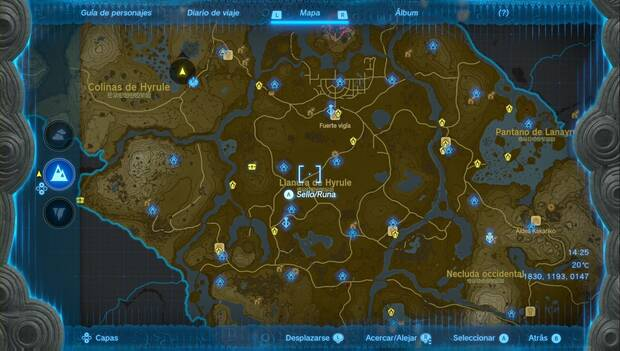 Guía de personajes
Diario de viaje
L
Mapa
R
Álbum
(?)
Colinas de Hyrule
Fuerte vigía
Pantano de Lanayru
Llanura de Hyrule
A Sello/Runa
Aldea Kakariko
14:25
20°C
Necluda occidental
1830, 1193, 0147
Capas
Desplazarse L
Acercar/Alejar R
Seleccionar A
Atrás B